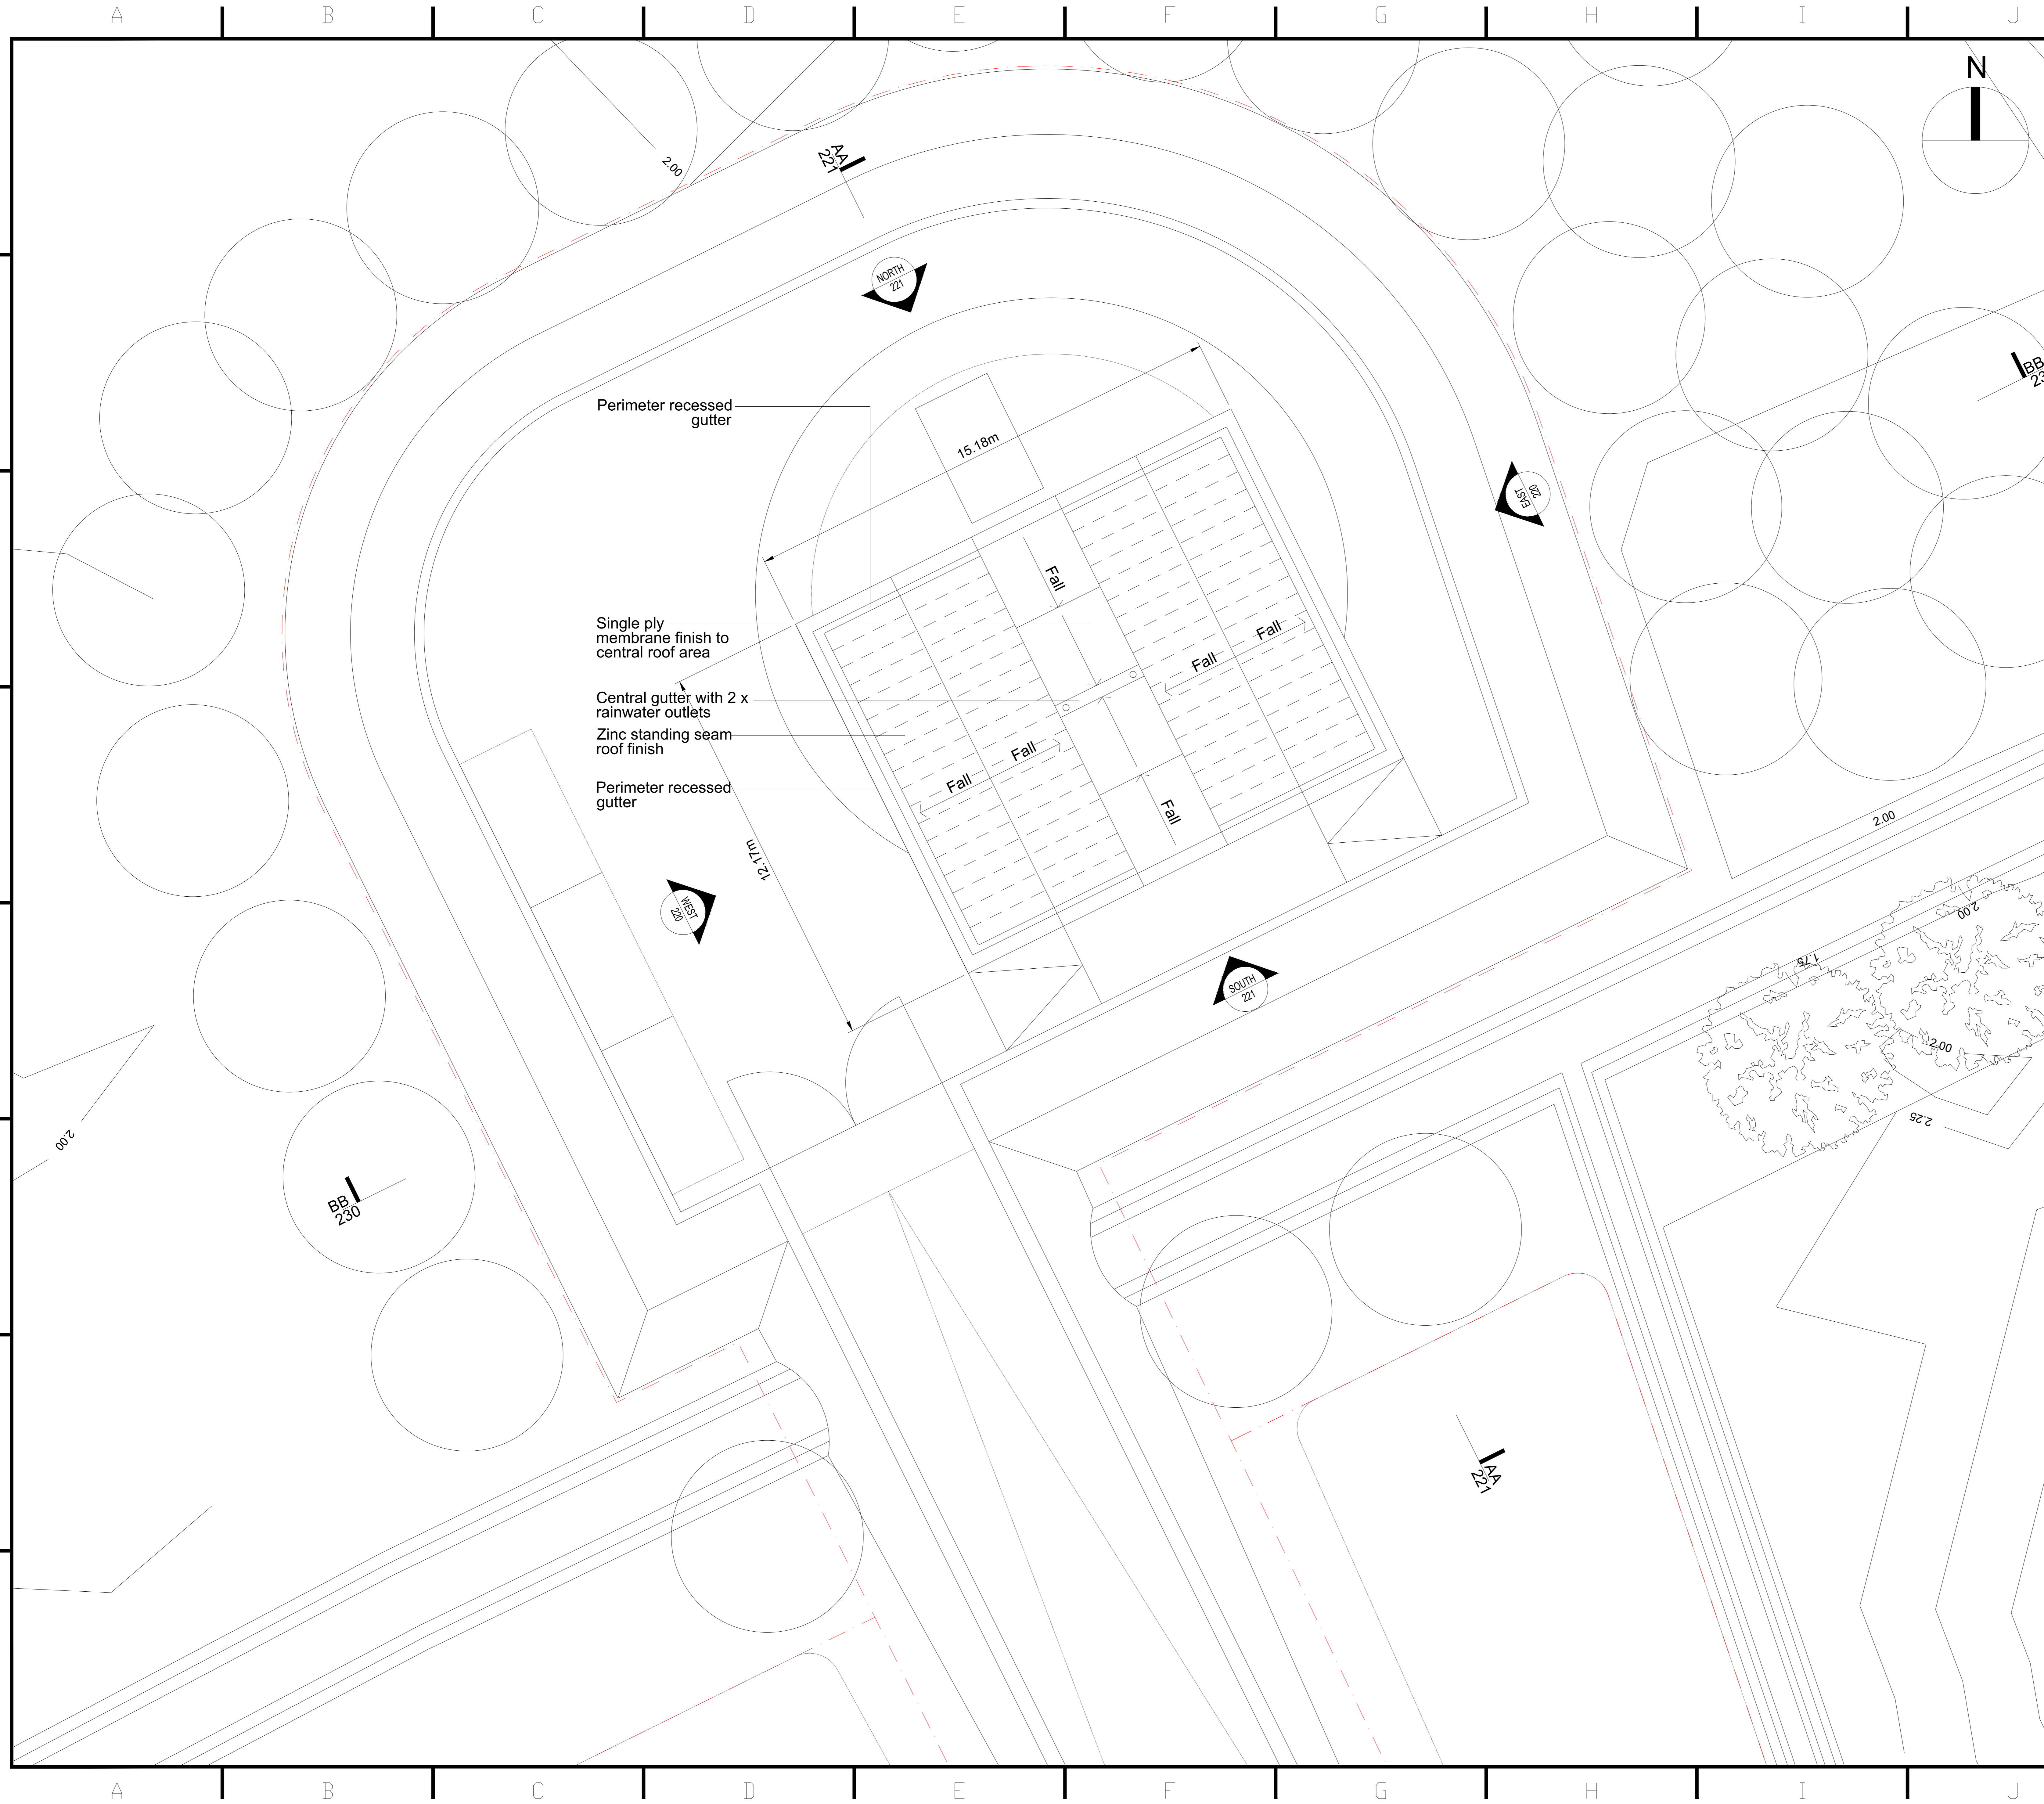 A B C D E F G H I J
N
2.00
AA
221
NORTH
221
BB
Perimeter recessed
gutter
15.18m
EAST
220
Fall
Single ply
membrane finish to
central roof area
Fall
Fall
Central gutter with 2 x
rainwater outlets
Zinc standing seam
roof finish
Fall
Fall
Perimeter recessed
gutter
Fall
2.00
12.17m
WEST
220
2.00
1.75
SOUTH
221
2.00
2.25
2.00
BB
230
AA
221
A B C D E F G H I J